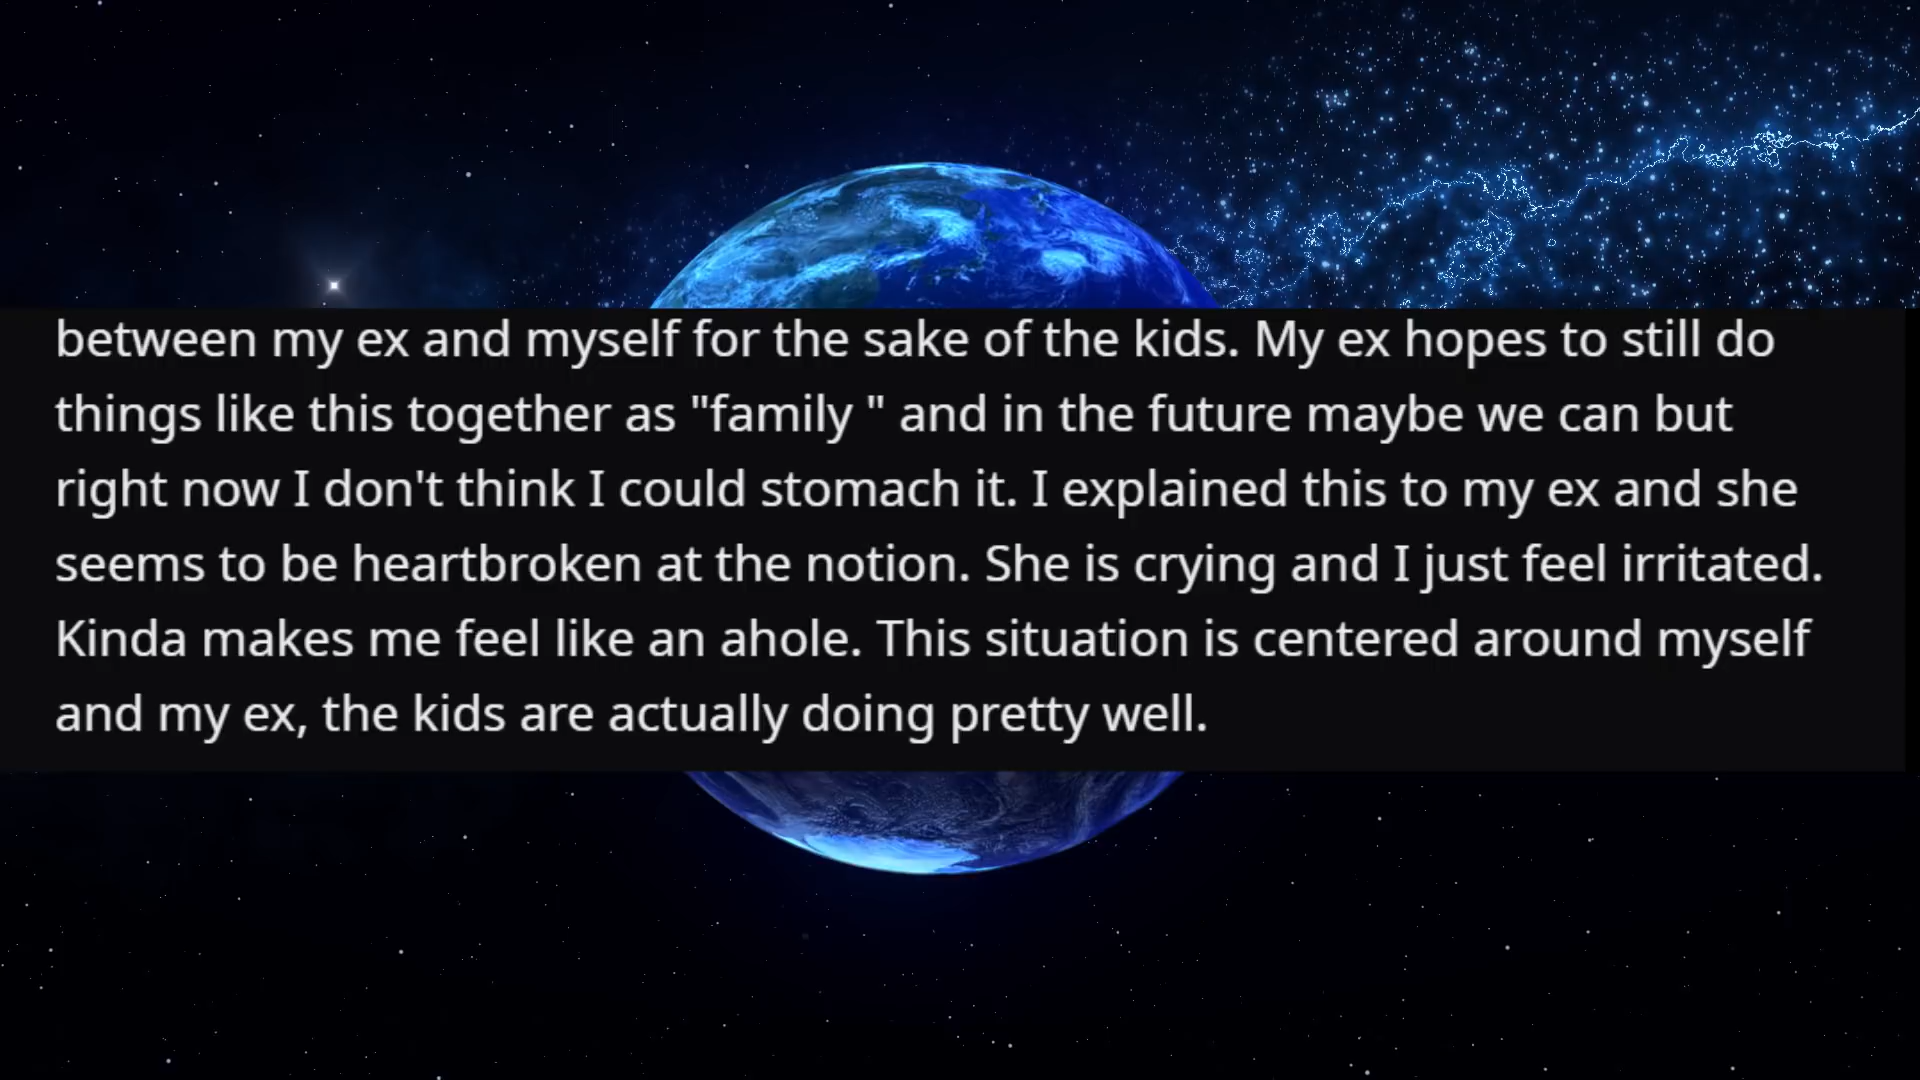 between my ex and myself for the sake of the kids. My ex hopes to still do
things like this together as "family " and in the future maybe we can but
right now I don't think I could stomach it. I explained this to my ex and she
seems to be heartbroken at the notion. She is crying and I just feel irritated.
Kinda makes me feel like an ahole. This situation is centered around myself
and my ex, the kids are actually doing pretty well.